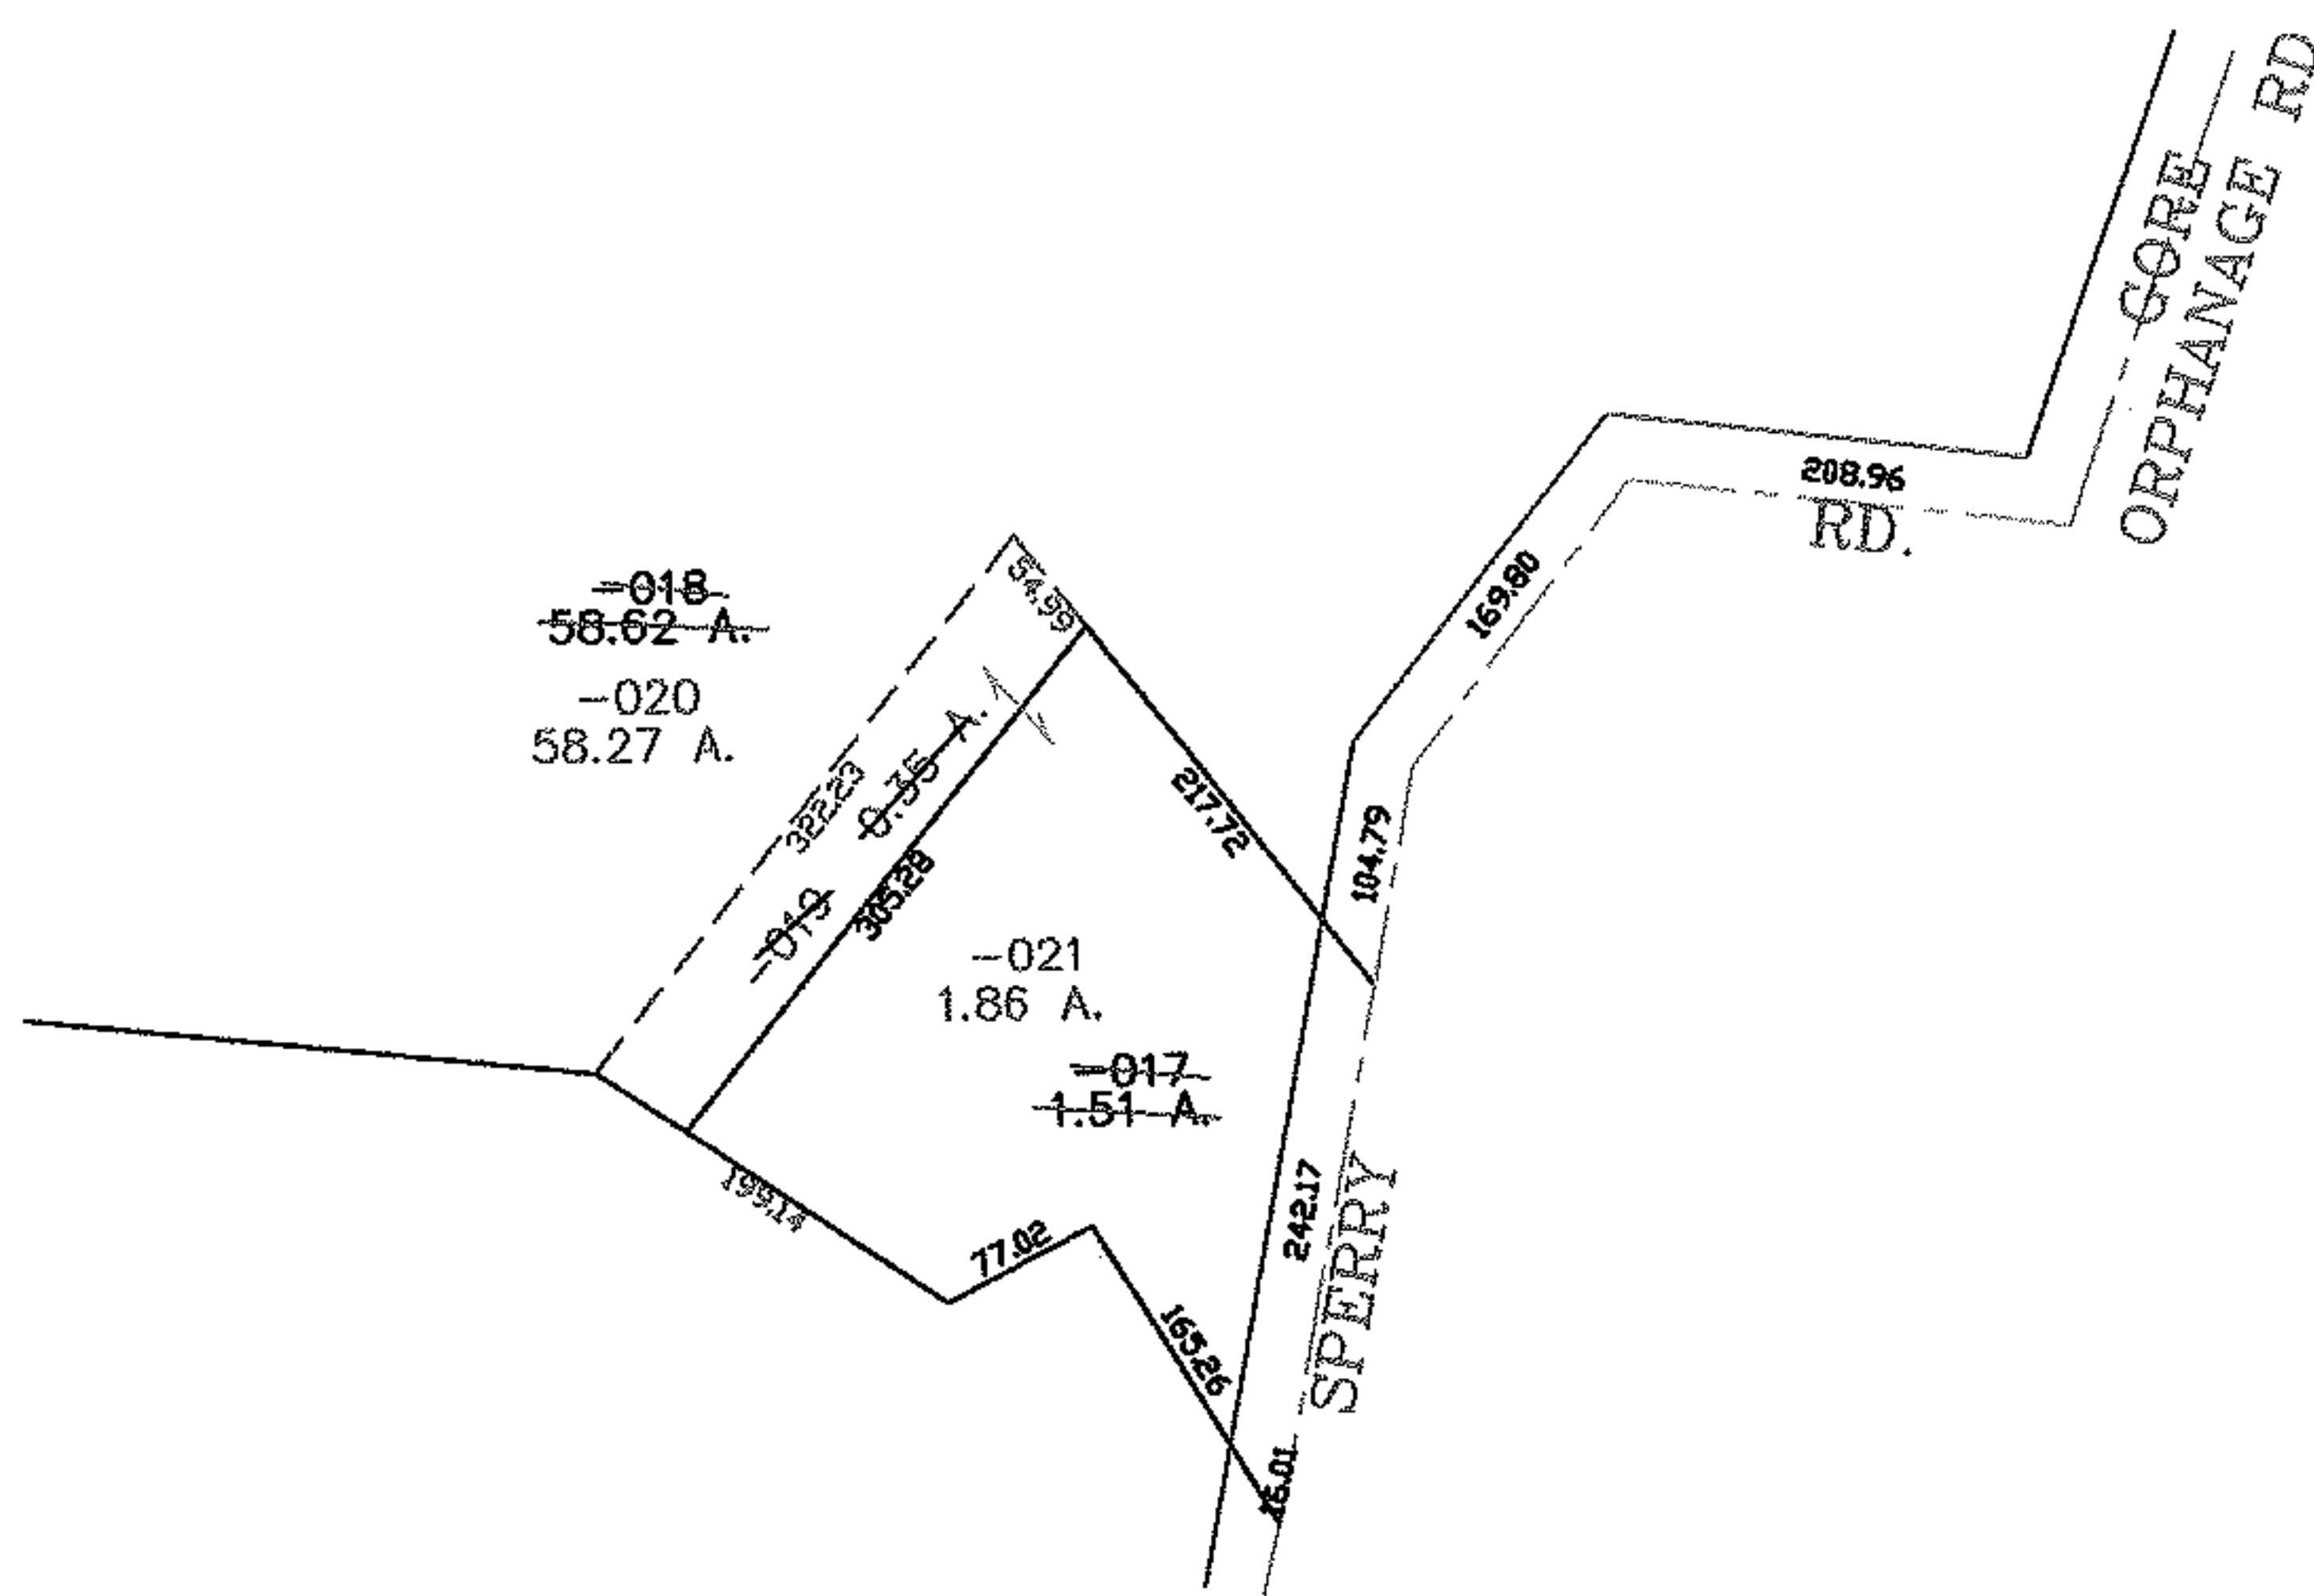 GORE
ORPHANAGE RD
208.96
RD.
169.80
54.99
-018
58.62 A.
-020
58.27 A.
322.23
0.35 A.
-019
305.28
217.72
104.79
-021
1.86 A.
-017
1.51 A.
199.14
77.02
165.26
242.17
SPERRY